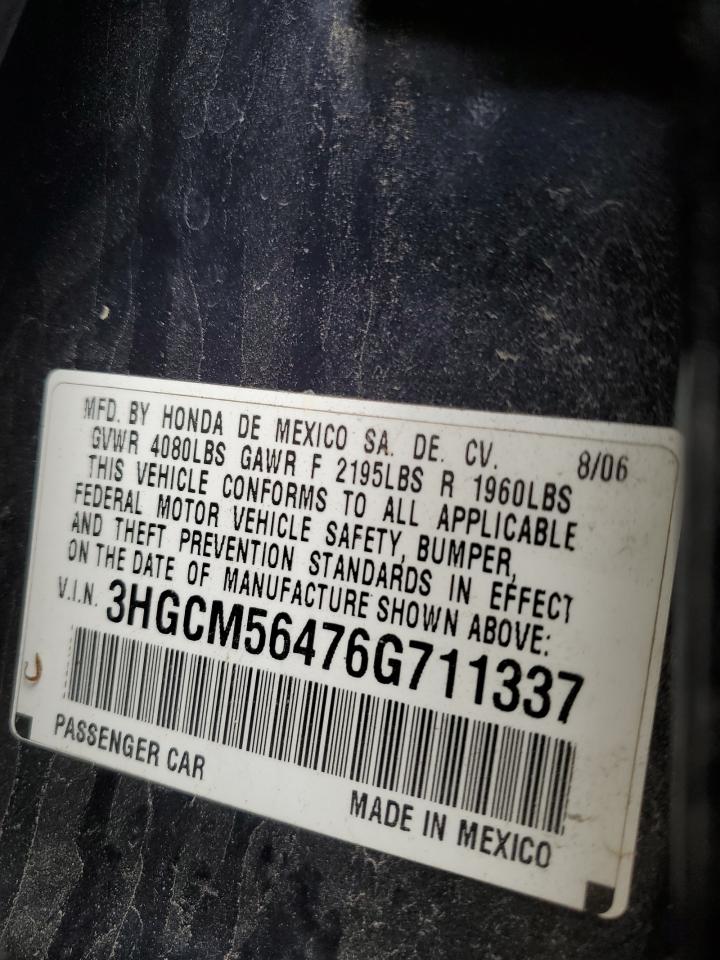 MFD. BY HONDA DE MEXICO SA. DE. CV. 8/06
GVWR 4080LBS GAWR F 2195LBS R 1960LBS
THIS VEHICLE CONFORMS TO ALL APPLICABLE
FEDERAL MOTOR VEHICLE SAFETY, BUMPER,
AND THEFT PREVENTION STANDARDS IN EFFECT
ON THE DATE OF MANUFACTURE SHOWN ABOVE:
V.I.N. 3HGCM56476G711337
PASSENGER CAR
MADE IN MEXICO